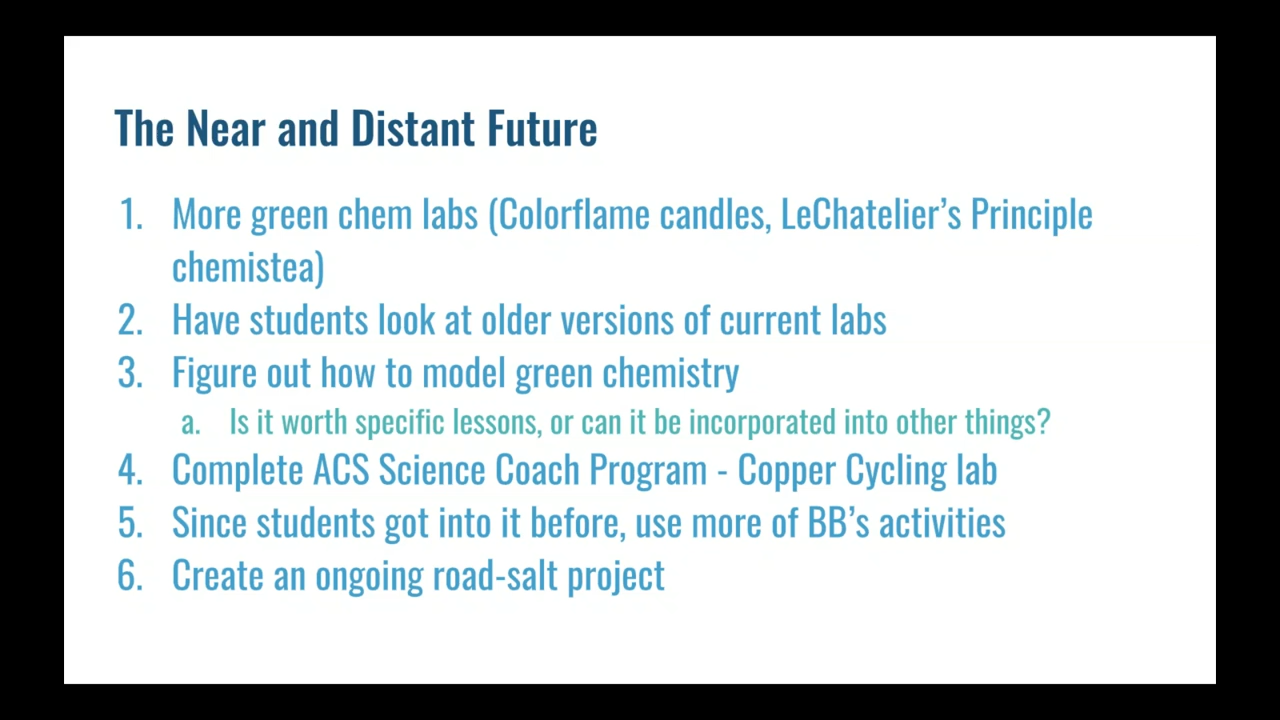 The Near and Distant Future
1. More green chem labs (Colorflame candles, LeChatelier’s Principle
chemistea)
2. Have students look at older versions of current labs
3. Figure out how to model green chemistry
a. Is it worth specific lessons, or can it be incorporated into other things?
4. Complete ACS Science Coach Program - Copper Cycling lab
5. Since students got into it before, use more of BB’s activities
6. Create an ongoing road-salt project